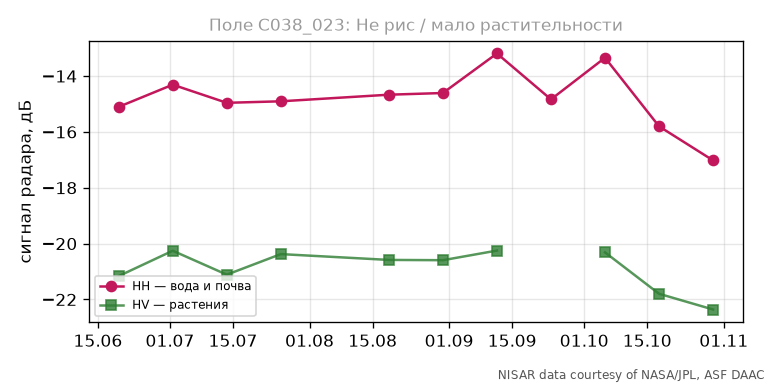 Поле C038_023: Не рис / мало растительности
сигнал радара, дБ
−14
−16
−18
−20
−22
HH — вода и почва
HV — растения
15.06 01.07 15.07 01.08 15.08 01.09 15.09 01.10 15.10 01.11
NISAR data courtesy of NASA/JPL, ASF DAAC